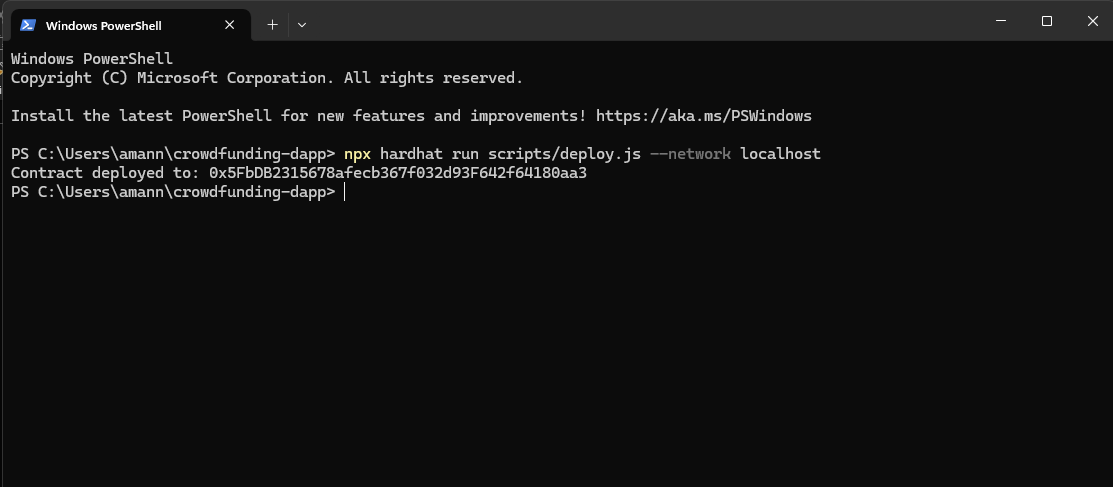 Windows PowerShell
Windows PowerShell
Copyright (C) Microsoft Corporation. All rights reserved.
Install the latest PowerShell for new features and improvements! https://aka.ms/PSWindows
PS C:\Users\amann\crowdfunding-dapp> npx hardhat run scripts/deploy.js --network localhost
Contract deployed to: 0x5FbDB2315678afecb367f032d93F642f64180aa3
PS C:\Users\amann\crowdfunding-dapp>